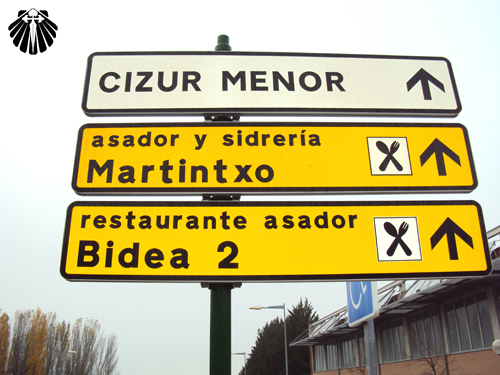 CIZUR MENOR
asador y sidrería
Martintxo
restaurante asador
Bidea 2